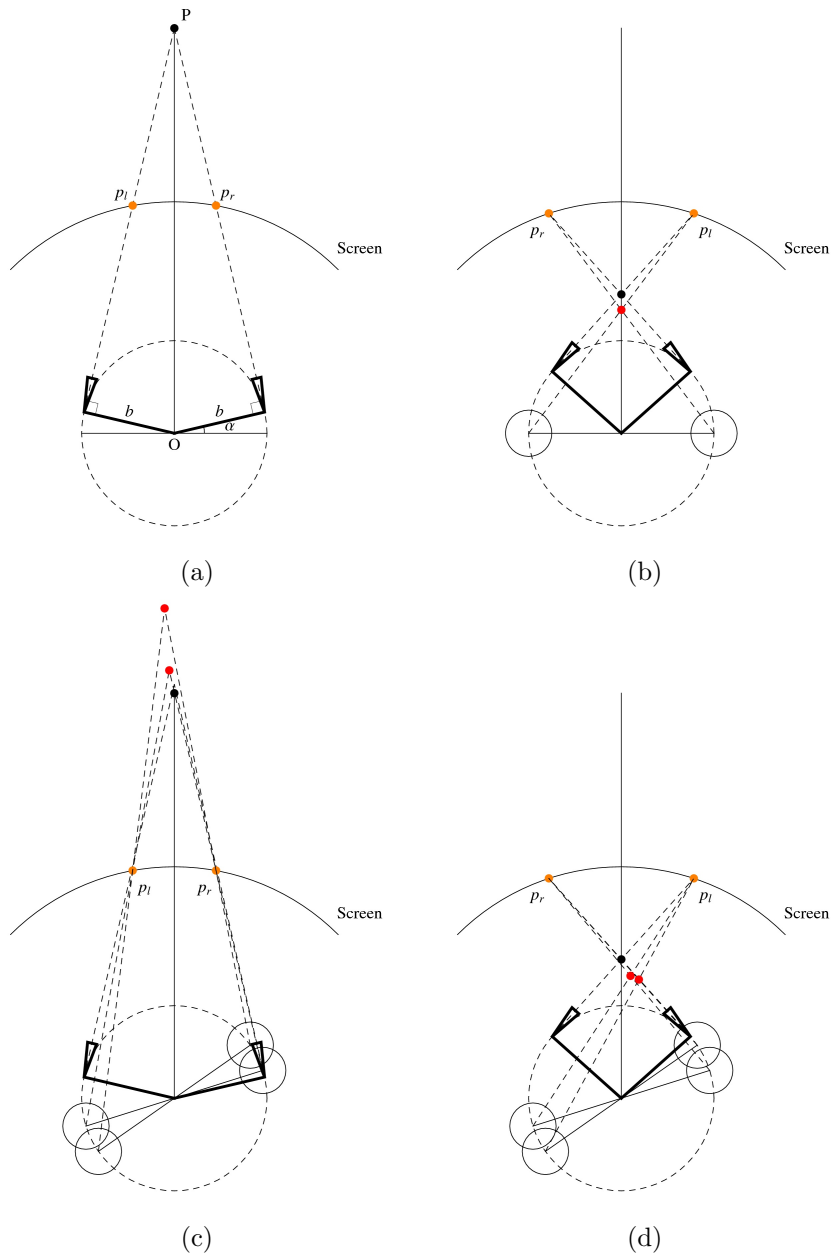 P
p_l p_r
Screen
b b
α
O
(a)
p_r p_l
Screen
(b)
p_l p_r
Screen
(c)
p_r p_l
Screen
(d)